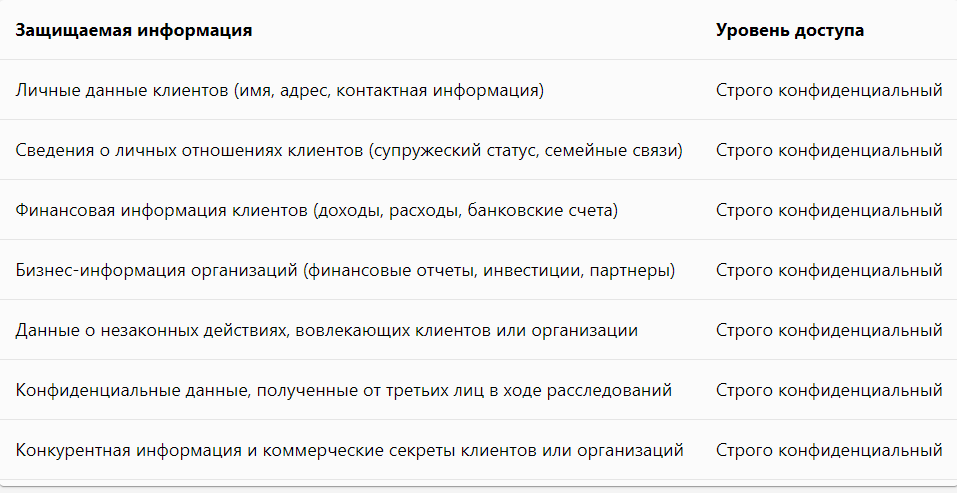 Защищаемая информация Уровень доступа
Личные данные клиентов (имя, адрес, контактная информация) Строго конфиденциальный
Сведения о личных отношениях клиентов (супружеский статус, семейные связи) Строго конфиденциальный
Финансовая информация клиентов (доходы, расходы, банковские счета) Строго конфиденциальный
Бизнес-информация организаций (финансовые отчеты, инвестиции, партнеры) Строго конфиденциальный
Данные о незаконных действиях, вовлекающих клиентов или организации Строго конфиденциальный
Конфиденциальные данные, полученные от третьих лиц в ходе расследований Строго конфиденциальный
Конкурентная информация и коммерческие секреты клиентов или организаций Строго конфиденциальный